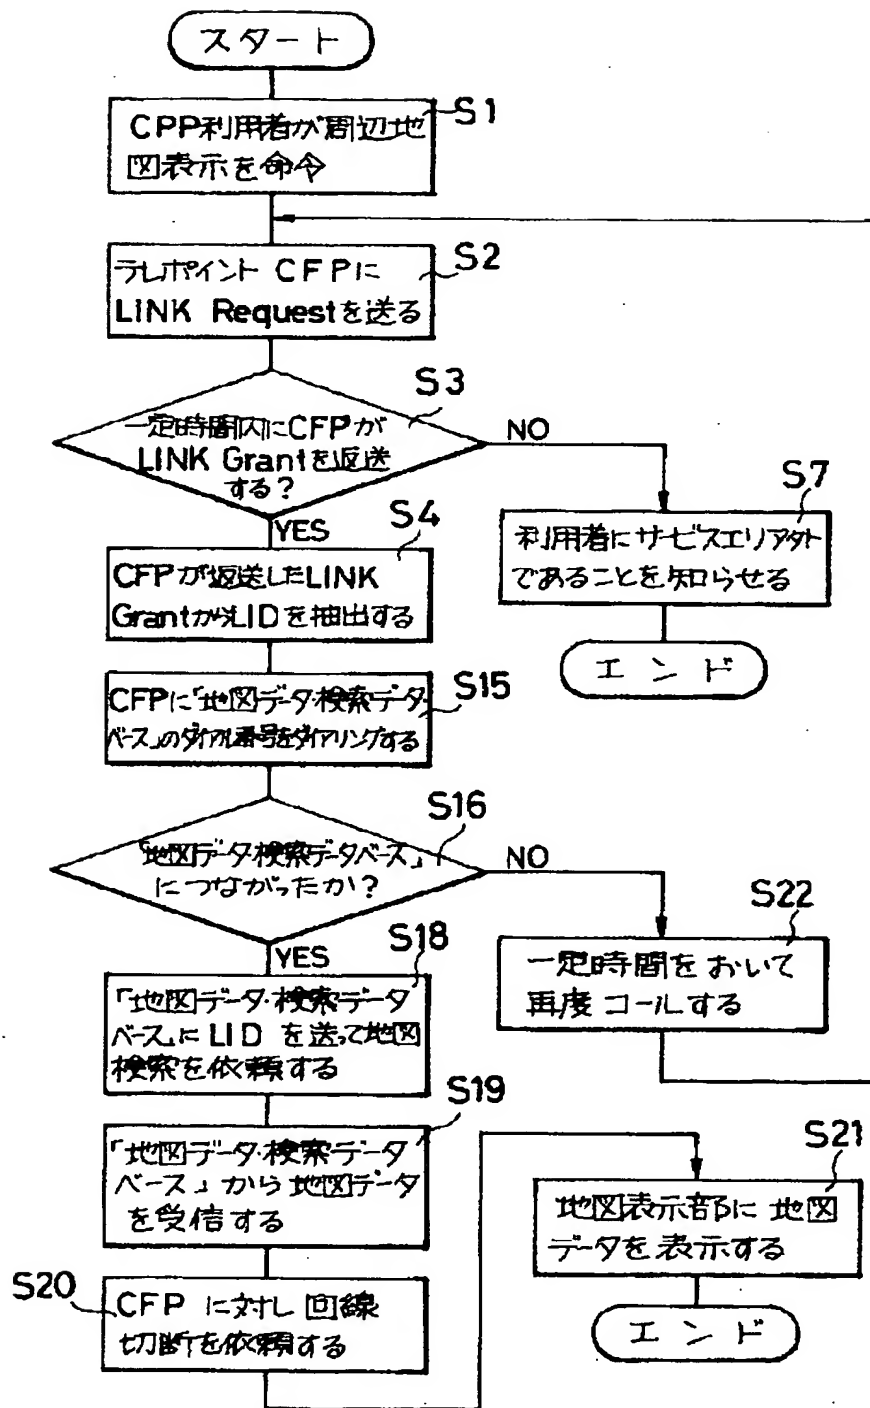 スタート
S1
CPP利用者が周辺地
図表示を命令
S2
テレポイント CFPに
LINK Requestを送る
S3
一定時間内にCFPが
LINK Grantを返送
する?
NO
YES
S7
利用者にサービスエリア外
であることを知らせる
エンド
S4
CFPが返送したLINK
GrantからLIDを抽出する
S15
CFPに「地図データ・検索データ
ベース」のダイアル番号をダイアリングする
S16
「地図データ・検索データベース」
につながったか?
NO
YES
S22
一定時間をおいて
再度コールする
S18
「地図データ・検索データ
ベース」にLIDを送って地図
検索を依頼する
S19
「地図データ・検索データ
ベース」から地図データ
を受信する
S20
CFPに対し回線
切断を依頼する
S21
地図表示部に地図
データを表示する
エンド